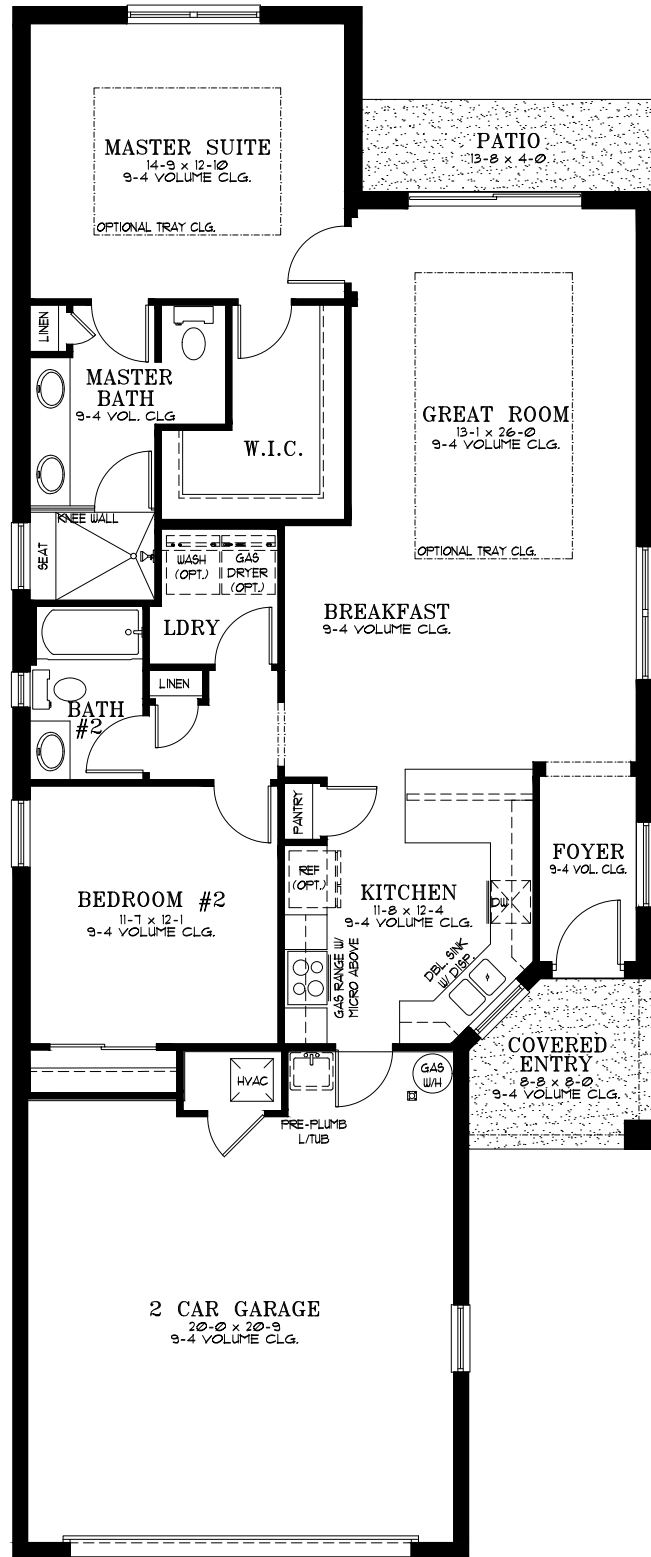 MASTER SUITE
14-9 x 12-10
9-4 VOLUME CLG.
OPTIONAL TRAY CLG.
PATIO
13-8 x 4-0
LINEN
MASTER
BATH
9-4 VOL. CLG
W.I.C.
GREAT ROOM
13-1 x 26-0
9-4 VOLUME CLG.
OPTIONAL TRAY CLG.
KNEE WALL
SEAT
WASH
(OPT.)
GAS
DRYER
(OPT.)
LDRY
BREAKFAST
9-4 VOLUME CLG.
LINEN
BATH
#2
PANTRY
FOYER
9-4 VOL. CLG.
REF
(OPT.)
KITCHEN
11-8 x 12-4
9-4 VOLUME CLG.
DW
BEDROOM #2
11-7 x 12-1
9-4 VOLUME CLG.
GAS RANGE W/
MICRO ABOVE
DBL. SINK
W/ DISP.
COVERED
ENTRY
8-8 x 8-0
9-4 VOLUME CLG.
HVAC
GAS
W/H
PRE-PLUMB
L/TUB
2 CAR GARAGE
20-0 x 20-9
9-4 VOLUME CLG.